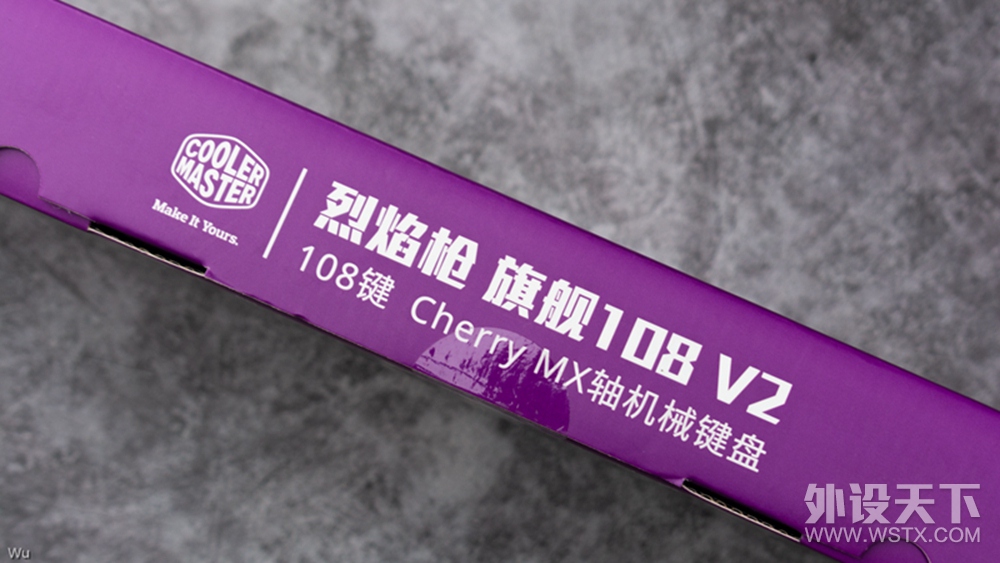 COOLER
MASTER
Make It Yours.
烈焰枪 旗舰108 V2
108键 Cherry MX轴机械键盘
外设天下
WWW.WSTX.COM
Wu